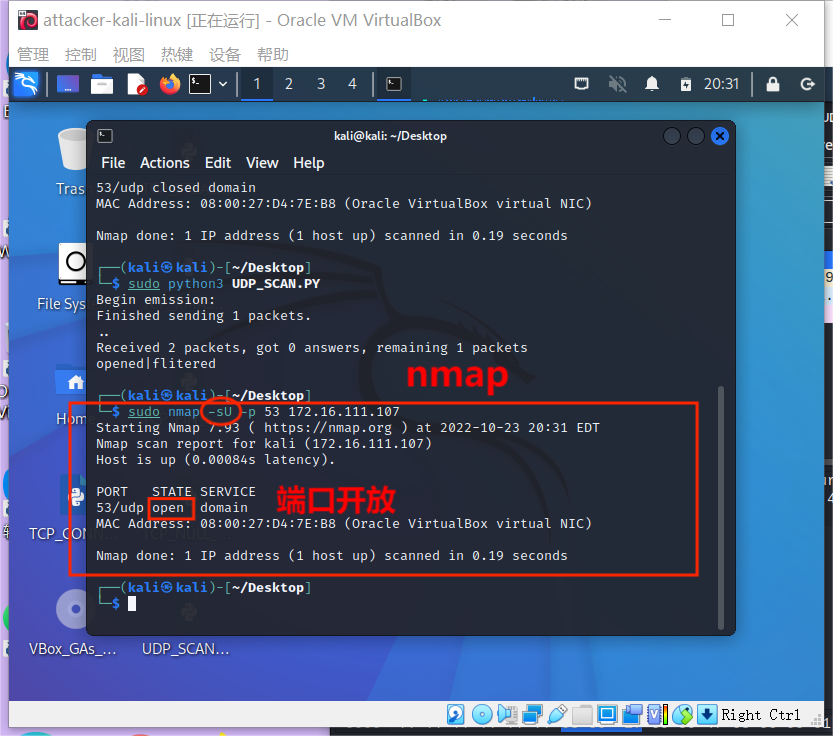 attacker-kali-linux [正在运行] - Oracle VM VirtualBox
管理 控制 视图 热键 设备 帮助
1 2 3 4 20:31
kali@kali: ~/Desktop
File Actions Edit View Help
53/udp closed domain
MAC Address: 08:00:27:D4:7E:B8 (Oracle VirtualBox virtual NIC)
Nmap done: 1 IP address (1 host up) scanned in 0.19 seconds
┌──(kali㉿kali)-[~/Desktop]
└─$ sudo python3 UDP_SCAN.PY
Begin emission:
Finished sending 1 packets.
..
Received 2 packets, got 0 answers, remaining 1 packets
opened|flitered
nmap
┌──(kali㉿kali)-[~/Desktop]
└─$ sudo nmap -sU -p 53 172.16.111.107
Starting Nmap 7.93 ( https://nmap.org ) at 2022-10-23 20:31 EDT
Nmap scan report for kali (172.16.111.107)
Host is up (0.00084s latency).
PORT STATE SERVICE
53/udp open domain
端口开放
MAC Address: 08:00:27:D4:7E:B8 (Oracle VirtualBox virtual NIC)
Nmap done: 1 IP address (1 host up) scanned in 0.19 seconds
┌──(kali㉿kali)-[~/Desktop]
└─$
Tras
File Sys
Hom
TCP_CONN
VBox_GAs_... UDP_SCAN...
Right Ctrl